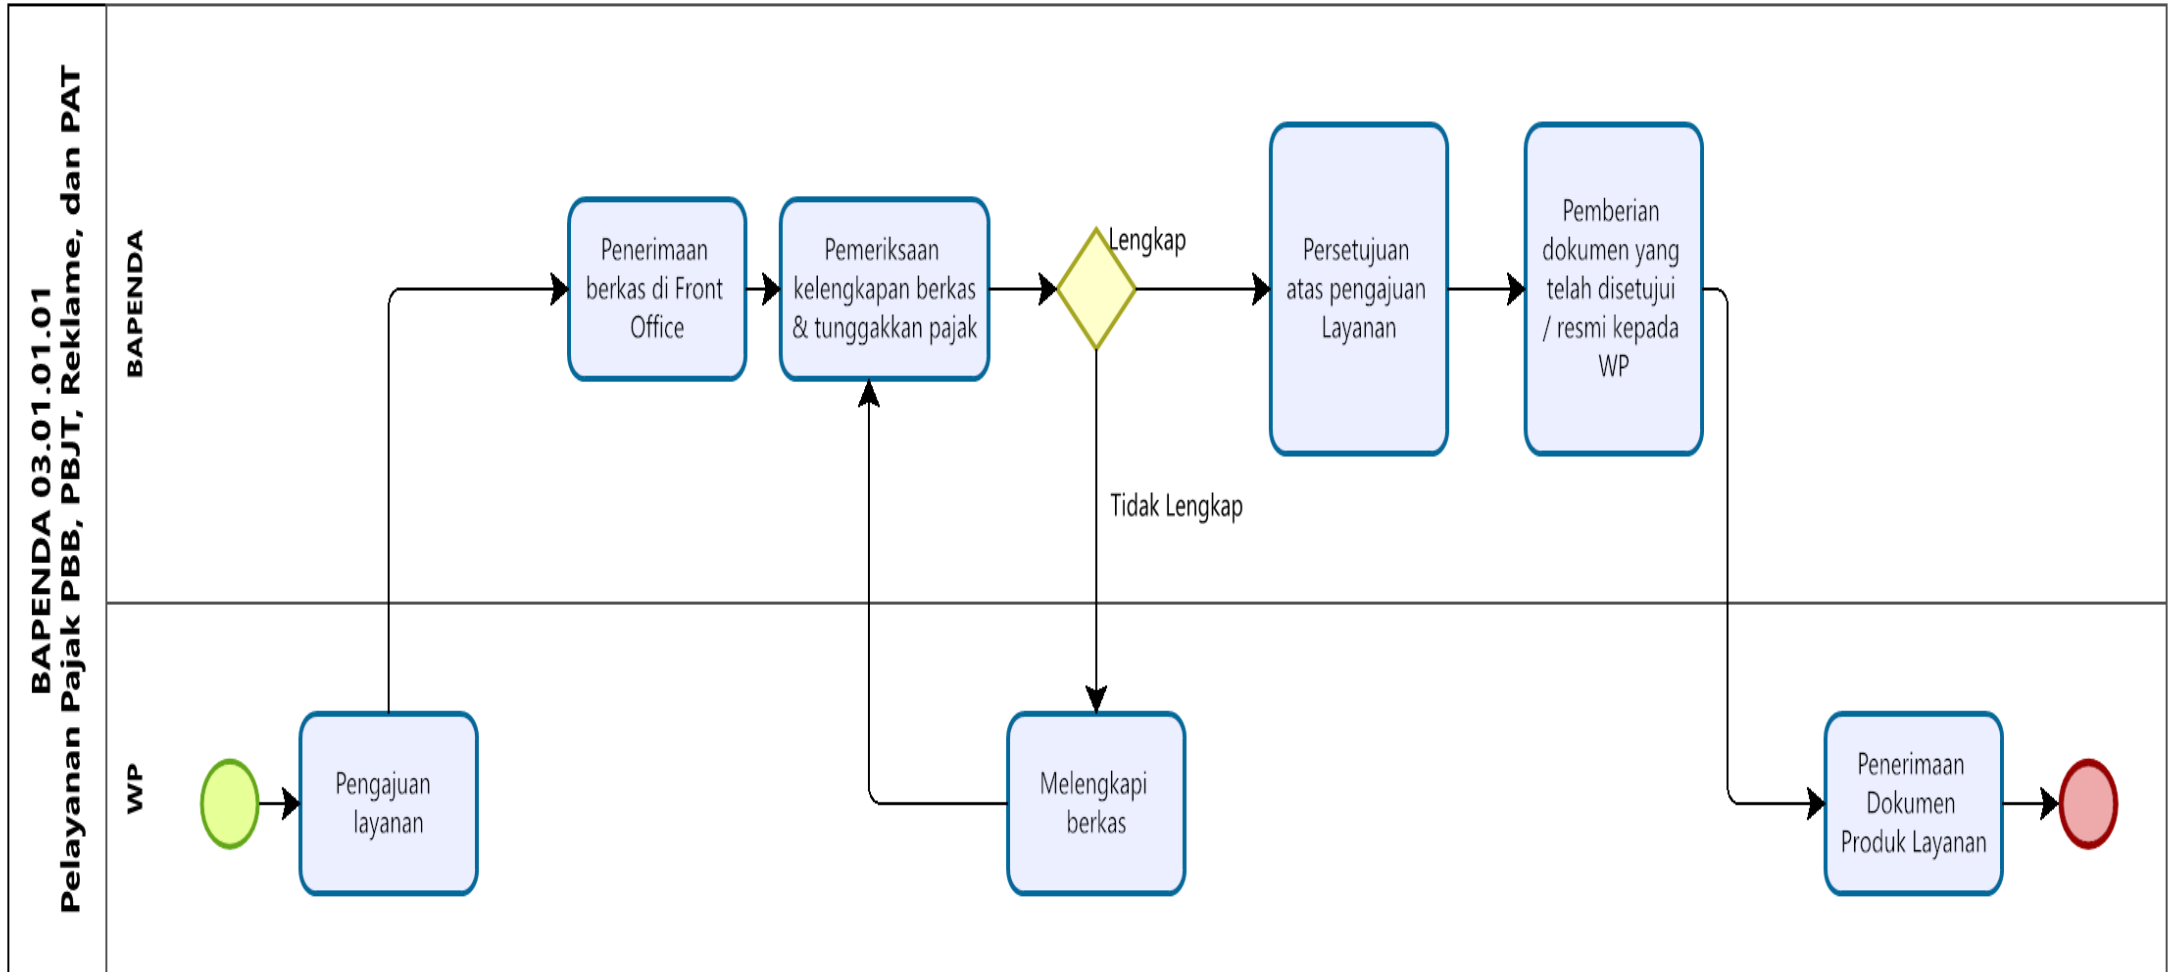 BAPENDA 03.01.01.01
Pelayanan Pajak PBB, PBJT, Reklame, dan PAT
BAPENDA
Penerimaan
berkas di Front
Office
Pemeriksaan
kelengkapan berkas
& tunggakkan pajak
Lengkap
Tidak Lengkap
Persetujuan
atas pengajuan
Layanan
Pemberian
dokumen yang
telah disetujui
/ resmi kepada
WP
WP
Pengajuan
layanan
Melengkapi
berkas
Penerimaan
Dokumen
Produk Layanan